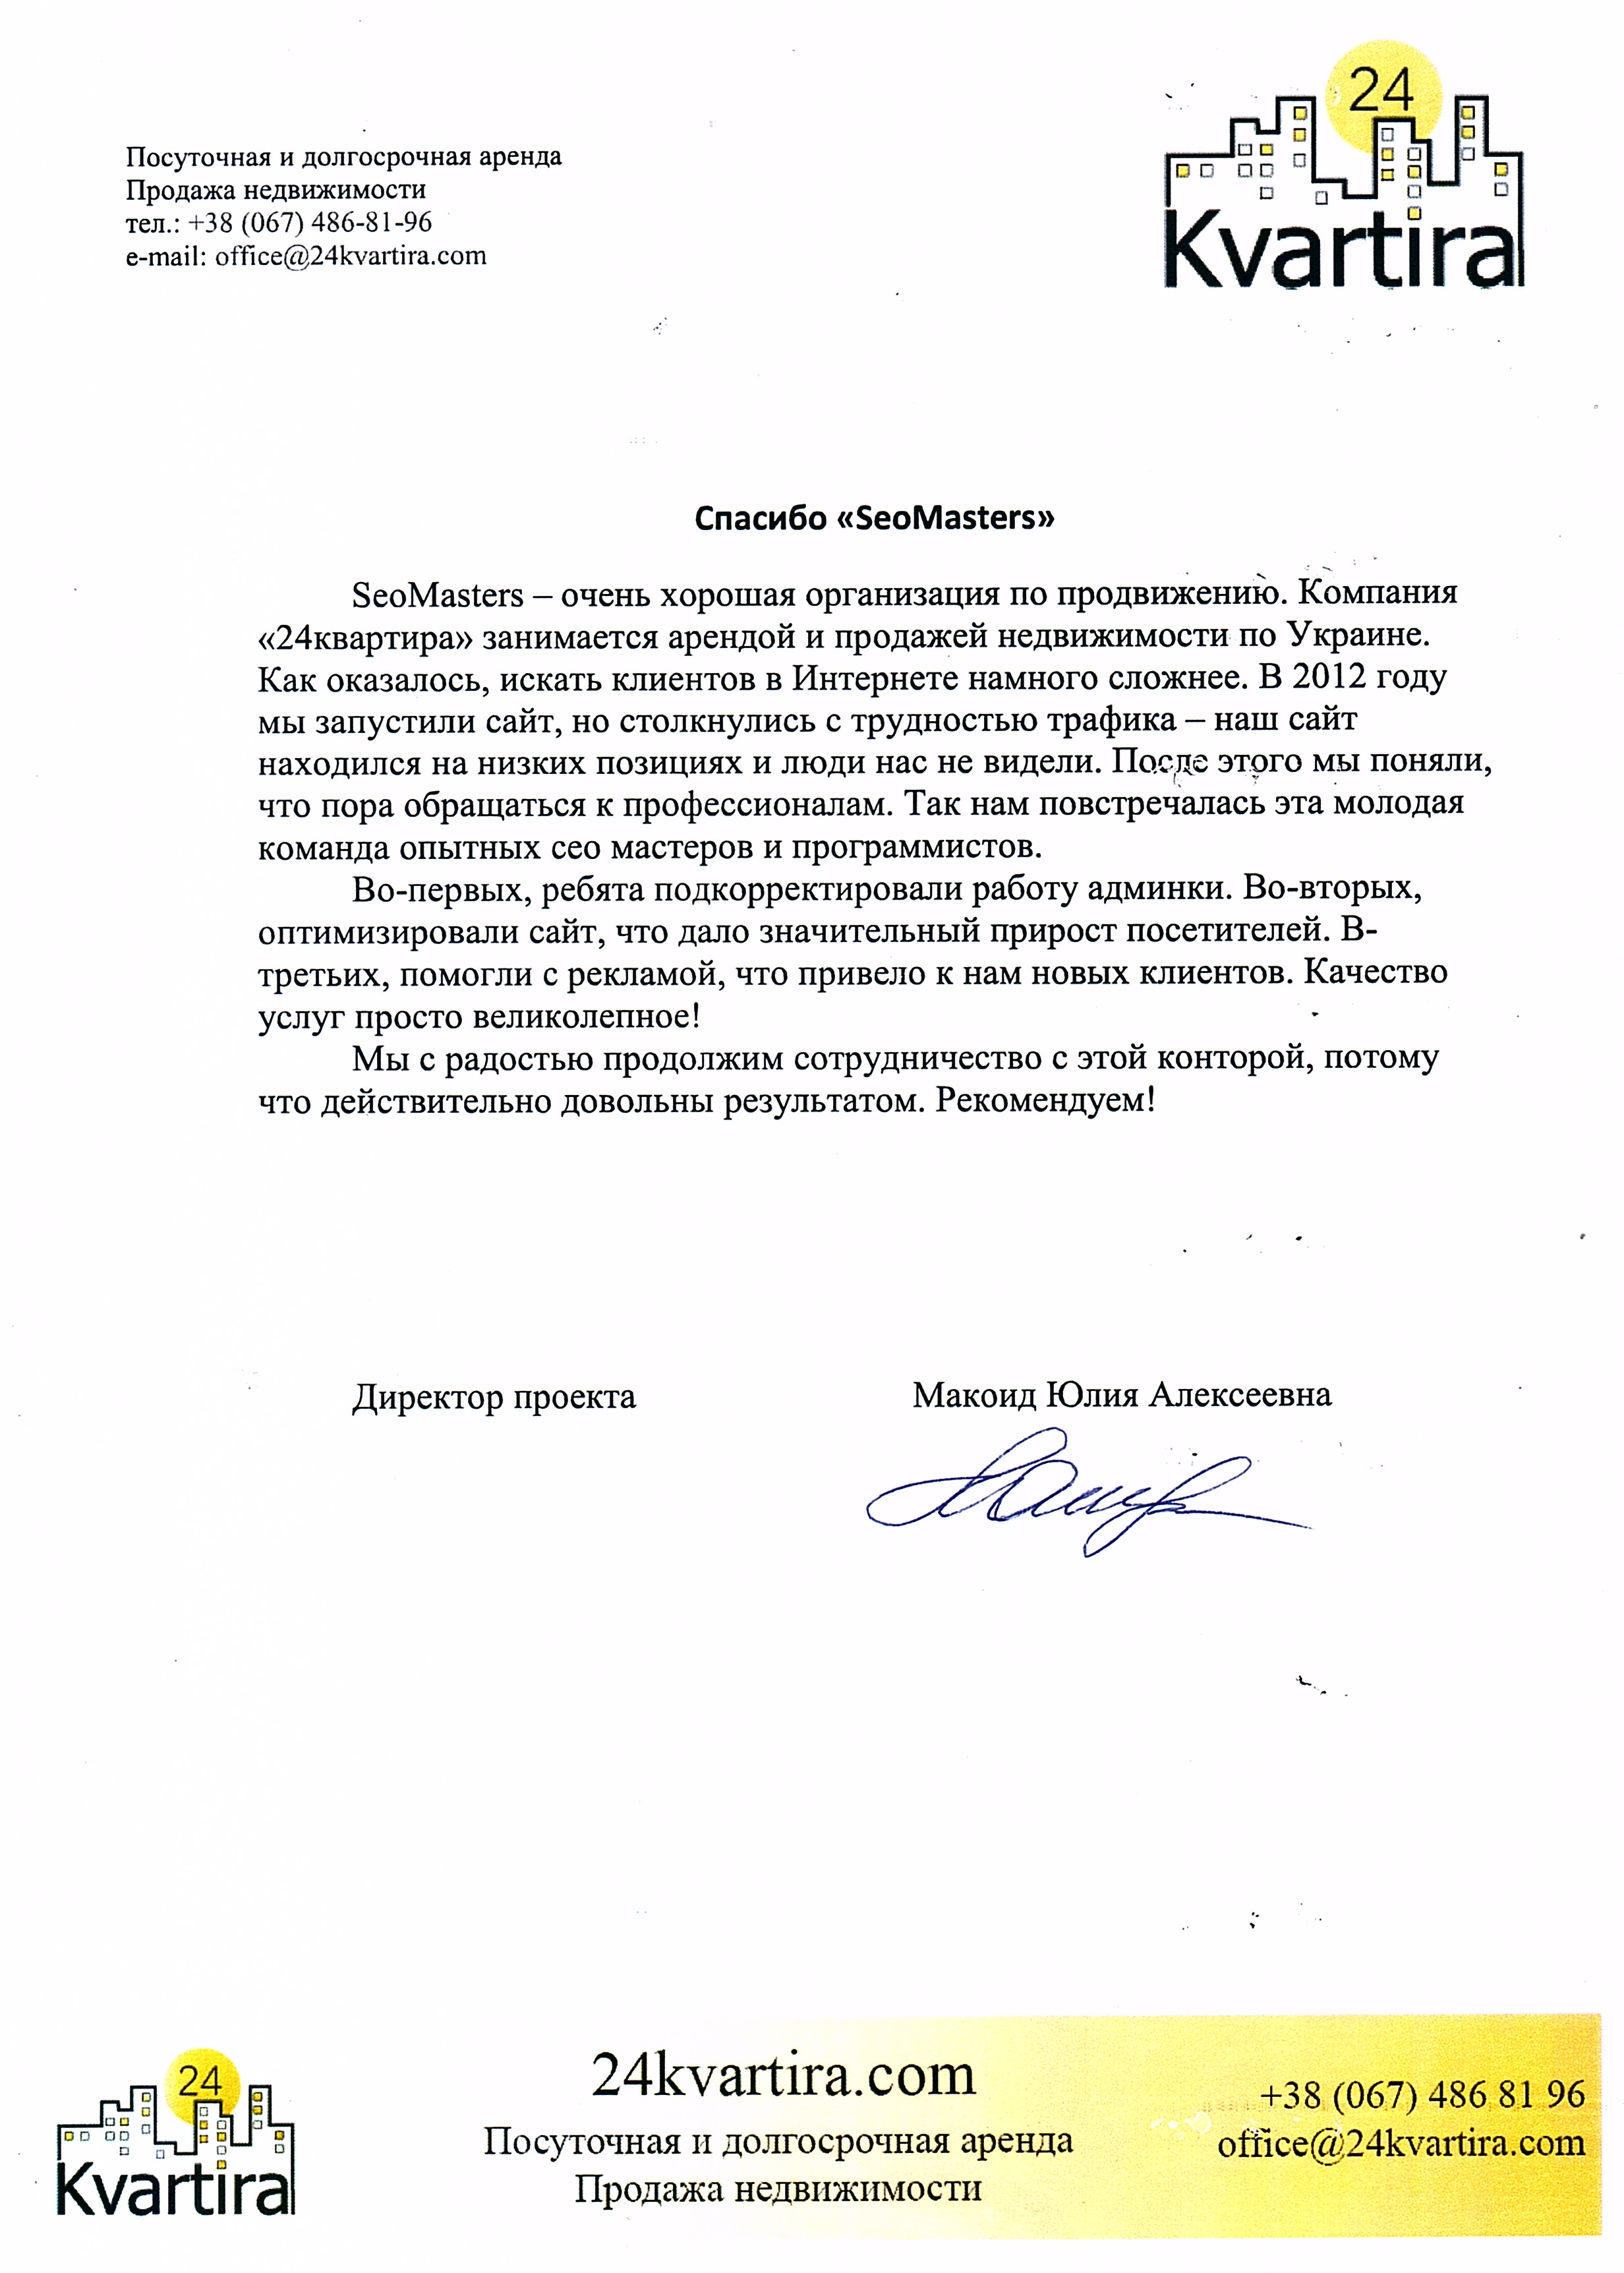 24
Kvartira
Посуточная и долгосрочная аренда
Продажа недвижимости
тел.: +38 (067) 486-81-96
e-mail: office@24kvartira.com
Спасибо «SeoMasters»
SeoMasters – очень хорошая организация по продвижению. Компания
«24квартира» занимается арендой и продажей недвижимости по Украине.
Как оказалось, искать клиентов в Интернете намного сложнее. В 2012 году
мы запустили сайт, но столкнулись с трудностью трафика – наш сайт
находился на низких позициях и люди нас не видели. После этого мы поняли,
что пора обращаться к профессионалам. Так нам повстречалась эта молодая
команда опытных сео мастеров и программистов.
Во-первых, ребята подкорректировали работу админки. Во-вторых,
оптимизировали сайт, что дало значительный прирост посетителей. В-
третьих, помогли с рекламой, что привело к нам новых клиентов. Качество
услуг просто великолепное!
Мы с радостью продолжим сотрудничество с этой конторой, потому
что действительно довольны результатом. Рекомендуем!
Директор проекта Макоид Юлия Алексеевна
24
Kvartira
24kvartira.com
Посуточная и долгосрочная аренда
Продажа недвижимости
+38 (067) 486 81 96
office@24kvartira.com